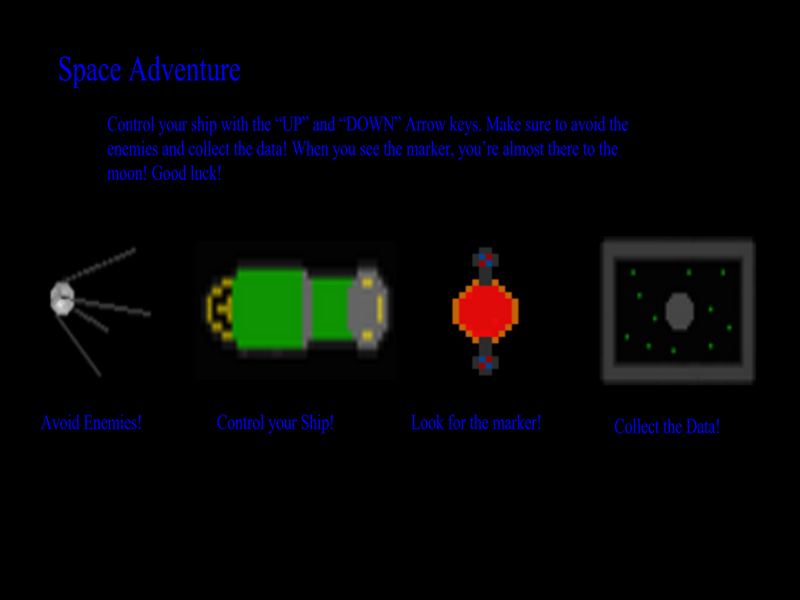 Space Adventure
Control your ship with the “UP” and “DOWN” Arrow keys. Make sure to avoid the
enemies and collect the data! When you see the marker, you’re almost there to the
moon! Good luck!
Avoid Enemies!
Control your Ship!
Look for the marker!
Collect the Data!